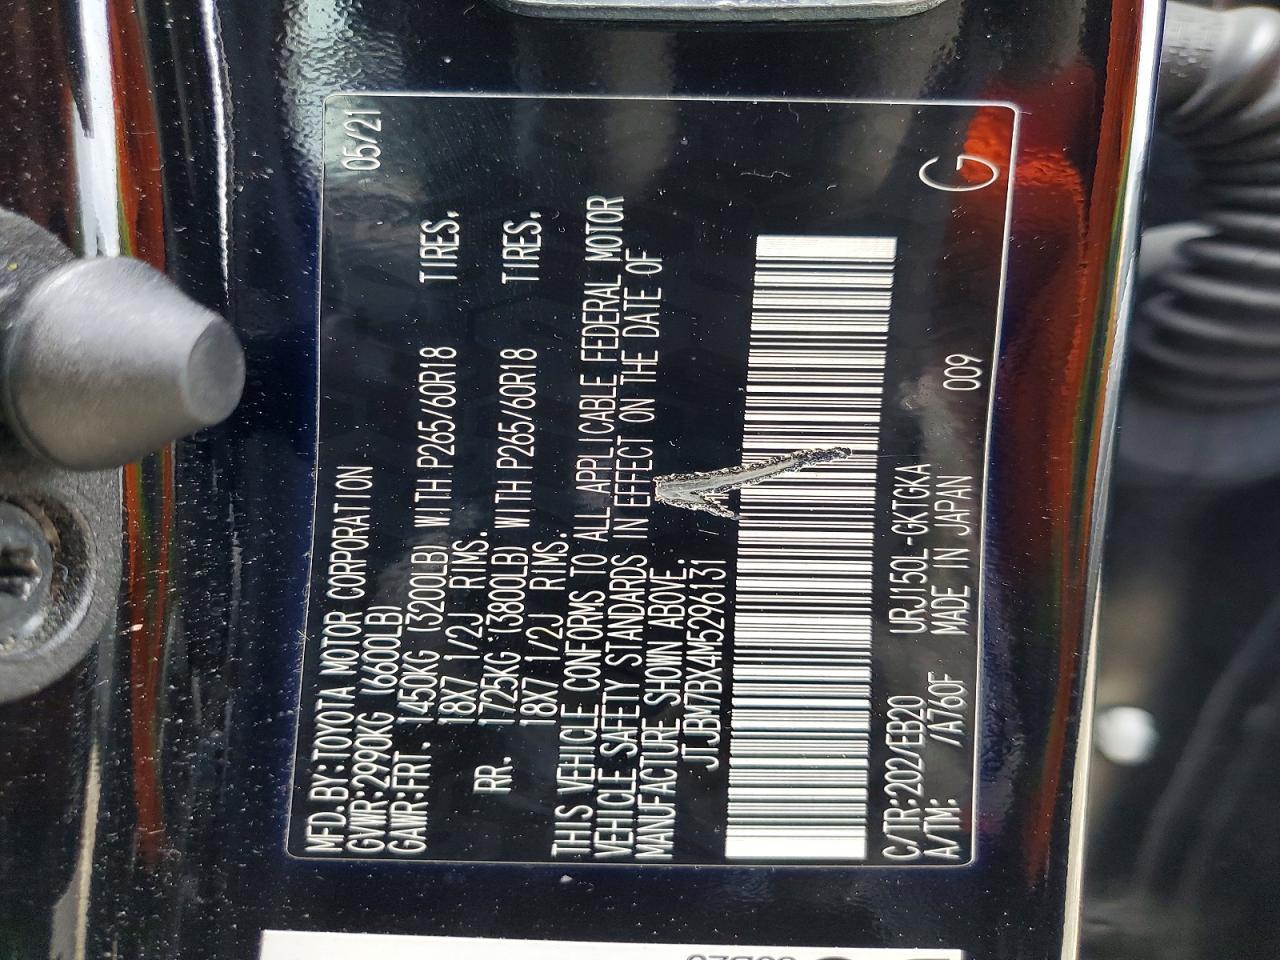 MFD.BY:TOYOTA MOTOR CORPORATION 05/21
GVWR:2990KG (6600LB)
GAWR:FRT. 1450KG (3200LB) WITH P265/60R18 TIRES,
18X7 1/2J RIMS.
RR. 1725KG (3800LB) WITH P265/60R18 TIRES,
18X7 1/2J RIMS.
THIS VEHICLE CONFORMS TO ALL APPLICABLE FEDERAL MOTOR
VEHICLE SAFETY STANDARDS IN EFFECT ON THE DATE OF
MANUFACTURE SHOWN ABOVE.
JTJBM7BX4M5296131
C/TR:202/EB20 URJ150L-GKTGKA
A/TM: /A760F MADE IN JAPAN 009 G